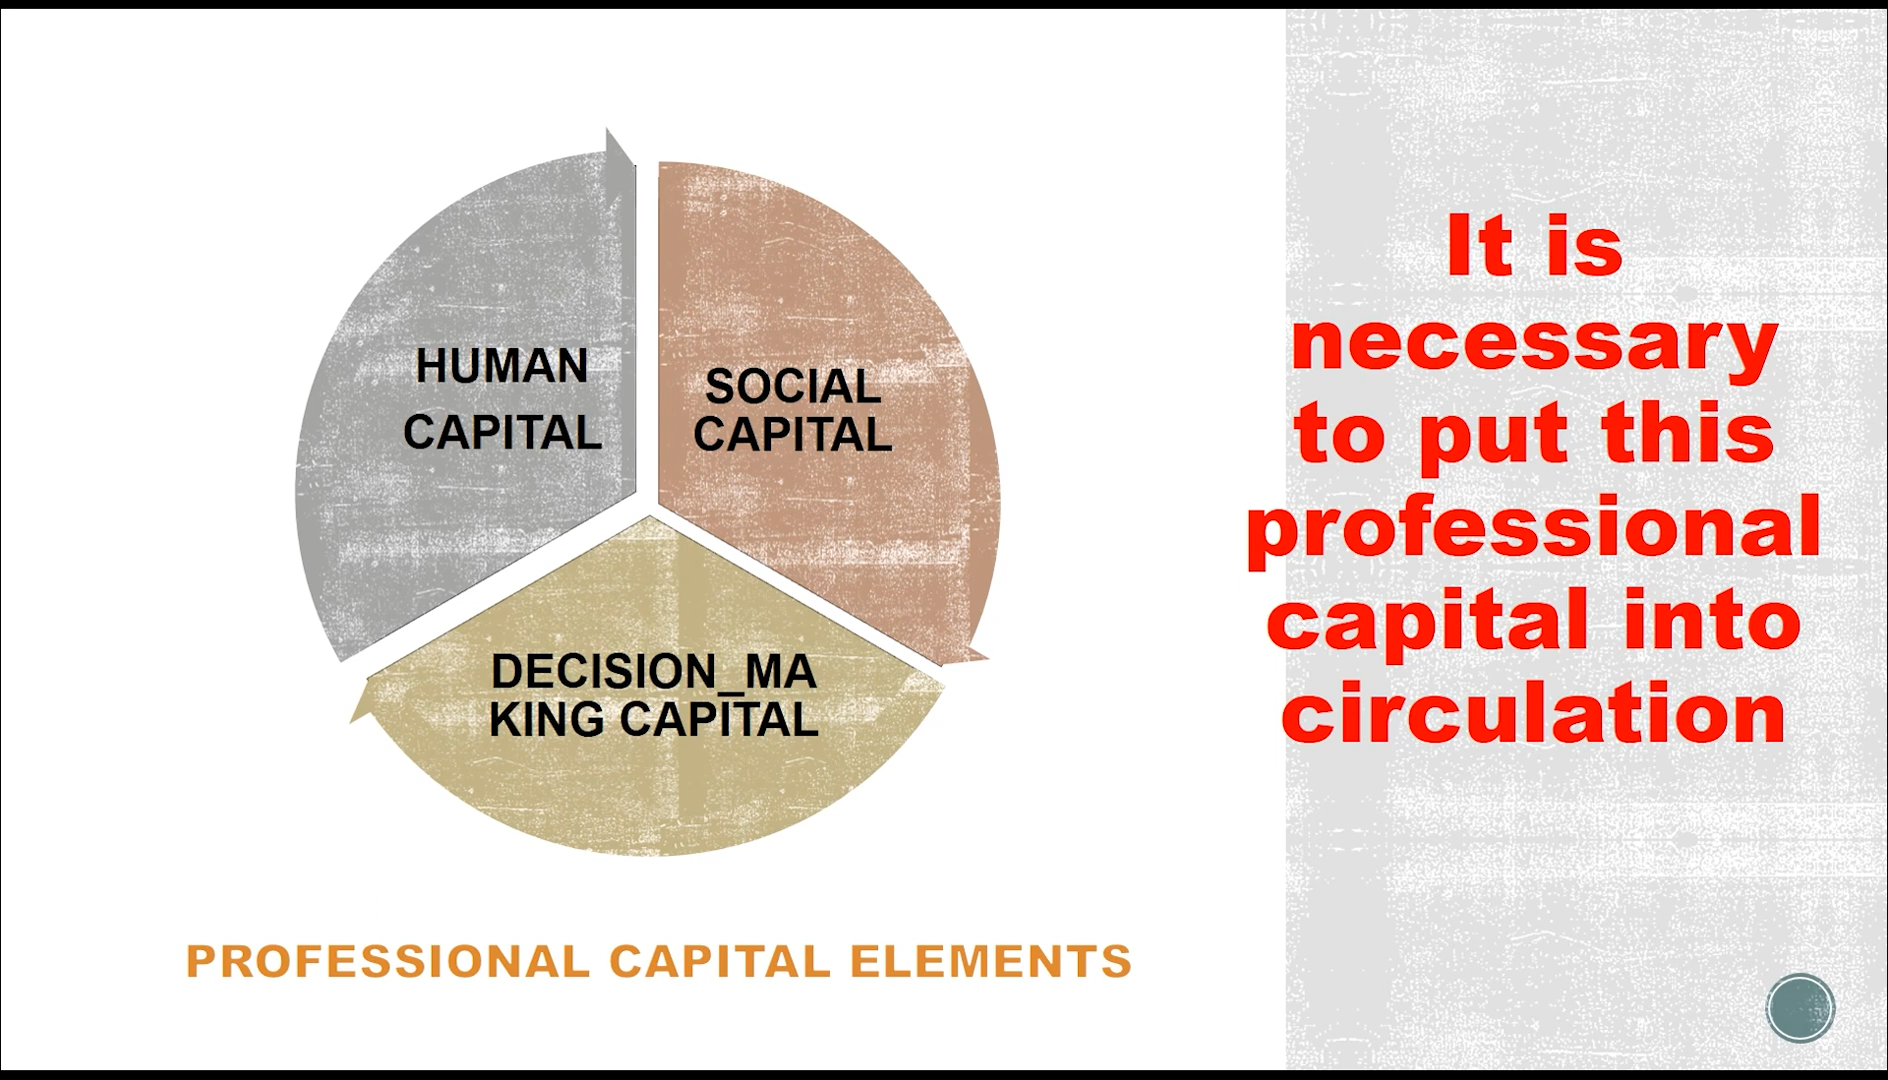 HUMAN
CAPITAL
SOCIAL
CAPITAL
DECISION_MA
KING CAPITAL
PROFESSIONAL CAPITAL ELEMENTS
It is
necessary
to put this
professional
capital into
circulation